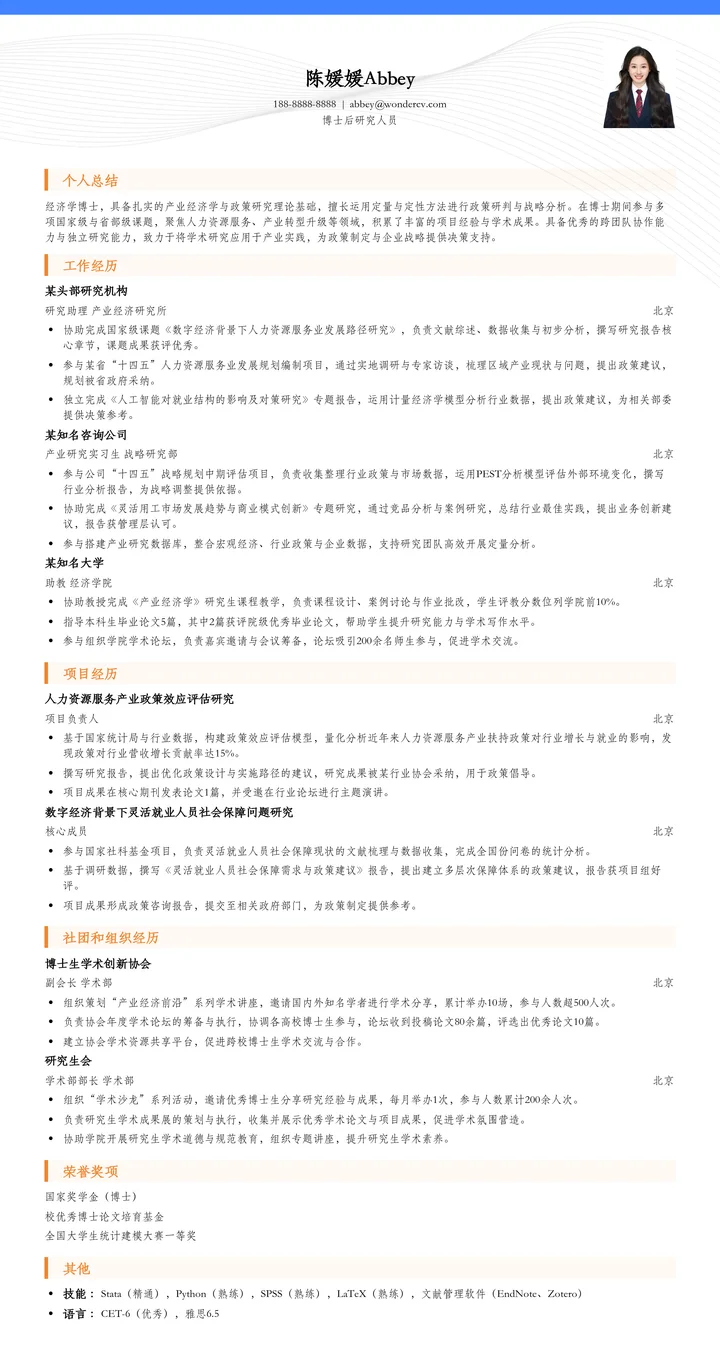 陈媛媛Abbey
188-8888-8888 | abbey@wondercv.com
博士后研究人员
个人总结
经济学博士，具备扎实的产业经济学与政策研究理论基础，擅长运用定量与定性方法进行政策研判与战略分析。在博士期间参与多
项国家级与省部级课题，聚焦人力资源服务、产业转型升级等领域，积累了丰富的项目经验与学术成果。具备优秀的跨团队协作能
力与独立研究能力，致力于将学术研究应用于产业实践，为政策制定与企业战略提供决策支持。
工作经历
某头部研究机构
研究助理 产业经济研究所 北京
• 协助完成国家级课题《数字经济背景下人力资源服务业发展路径研究》，负责文献综述、数据收集与初步分析，撰写研究报告核
心章节，课题成果获评优秀。
• 参与某省“十四五”人力资源服务业发展规划编制项目，通过实地调研与专家访谈，梳理区域产业现状与问题，提出政策建议，
规划被省政府采纳。
• 独立完成《人工智能对就业结构的影响及对策研究》专题报告，运用计量经济学模型分析行业数据，提出政策建议，为相关部委
提供决策参考。
某知名咨询公司
产业研究实习生 战略研究部 北京
• 参与公司“十四五”战略规划中期评估项目，负责收集整理行业政策与市场数据，运用PEST分析模型评估外部环境变化，撰写
行业分析报告，为战略调整提供依据。
• 协助完成《灵活用工市场发展趋势与商业模式创新》专题研究，通过竞品分析与案例研究，总结行业最佳实践，提出业务创新建
议，报告获管理层认可。
• 参与搭建产业研究数据库，整合宏观经济、行业政策与企业数据，支持研究团队高效开展定量分析。
某知名大学
助教 经济学院 北京
• 协助教授完成《产业经济学》研究生课程教学，负责课程设计、案例讨论与作业批改，学生评教分数位列学院前10%。
• 指导本科生毕业论文5篇，其中2篇获评院级优秀毕业论文，帮助学生提升研究能力与学术写作水平。
• 参与组织学院学术论坛，负责嘉宾邀请与会议筹备，论坛吸引200余名师生参与，促进学术交流。
项目经历
人力资源服务产业政策效应评估研究
项目负责人 北京
• 基于国家统计局与行业数据，构建政策效应评估模型，量化分析近年来人力资源服务产业扶持政策对行业增长与就业的影响，发
现政策对行业营收增长贡献率达15%。
• 撰写研究报告，提出优化政策设计与实施路径的建议，研究成果被某行业协会采纳，用于政策倡导。
• 项目成果在核心期刊发表论文1篇，并受邀在行业论坛进行主题演讲。
数字经济背景下灵活就业人员社会保障问题研究
核心成员 北京
• 参与国家社科基金项目，负责灵活就业人员社会保障现状的文献梳理与数据收集，完成全国份问卷的统计分析。
• 基于调研数据，撰写《灵活就业人员社会保障需求与政策建议》报告，提出建立多层次保障体系的政策建议，报告获项目组好
评。
• 项目成果形成政策咨询报告，提交至相关政府部门，为政策制定提供参考。
社团和组织经历
博士生学术创新协会
副会长 学术部 北京
• 组织策划“产业经济前沿”系列学术讲座，邀请国内外知名学者进行学术分享，累计举办10场，参与人数超500人次。
• 负责协会年度学术论坛的筹备与执行，协调各高校博士生参与，论坛收到投稿论文80余篇，评选出优秀论文10篇。
• 建立协会学术资源共享平台，促进跨校博士生学术交流与合作。
研究生会
学术部部长 学术部 北京
• 组织“学术沙龙”系列活动，邀请优秀博士生分享研究经验与成果，每月举办1次，参与人数累计200余人次。
• 负责研究生学术成果展的策划与执行，收集并展示优秀学术论文与项目成果，促进学术氛围营造。
• 协助学院开展研究生学术道德与规范教育，组织专题讲座，提升研究生学术素养。
荣誉奖项
国家奖学金（博士）
校优秀博士论文培育基金
全国大学生统计建模大赛一等奖
其他
• 技能：Stata（精通），Python（熟练），SPSS（熟练），LaTeX（熟练），文献管理软件（EndNote、Zotero）
• 语言：CET-6（优秀），雅思6.5